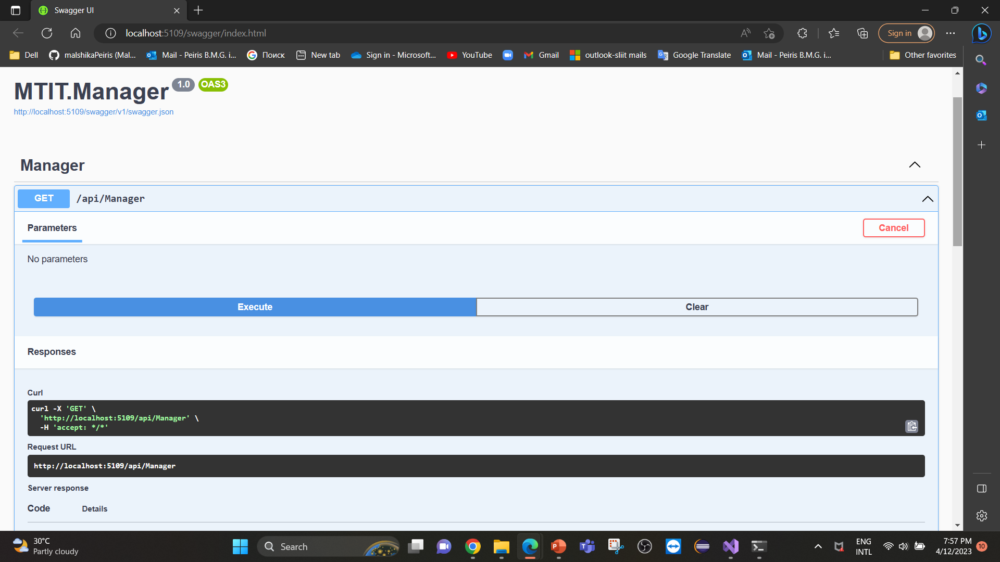 Swagger UI
localhost:5109/swagger/index.html
Sign in
Dell
malshikaPeiris (Mal...
Mail - Peiris B.M.G. i...
Поиск
New tab
Sign in - Microsoft...
YouTube
Gmail
outlook-sliit mails
Google Translate
Mail - Peiris B.M.G. i...
Other favorites
MTIT.Manager 1.0 OAS3
http://localhost:5109/swagger/v1/swagger.json
Manager
GET /api/Manager
Parameters
Cancel
No parameters
Execute
Clear
Responses
Curl
curl -X 'GET' \
'http://localhost:5109/api/Manager' \
-H 'accept: */*'
Request URL
http://localhost:5109/api/Manager
Server response
Code Details
30°C
Partly cloudy
Search
ENG
INTL
7:57 PM
4/12/2023
10